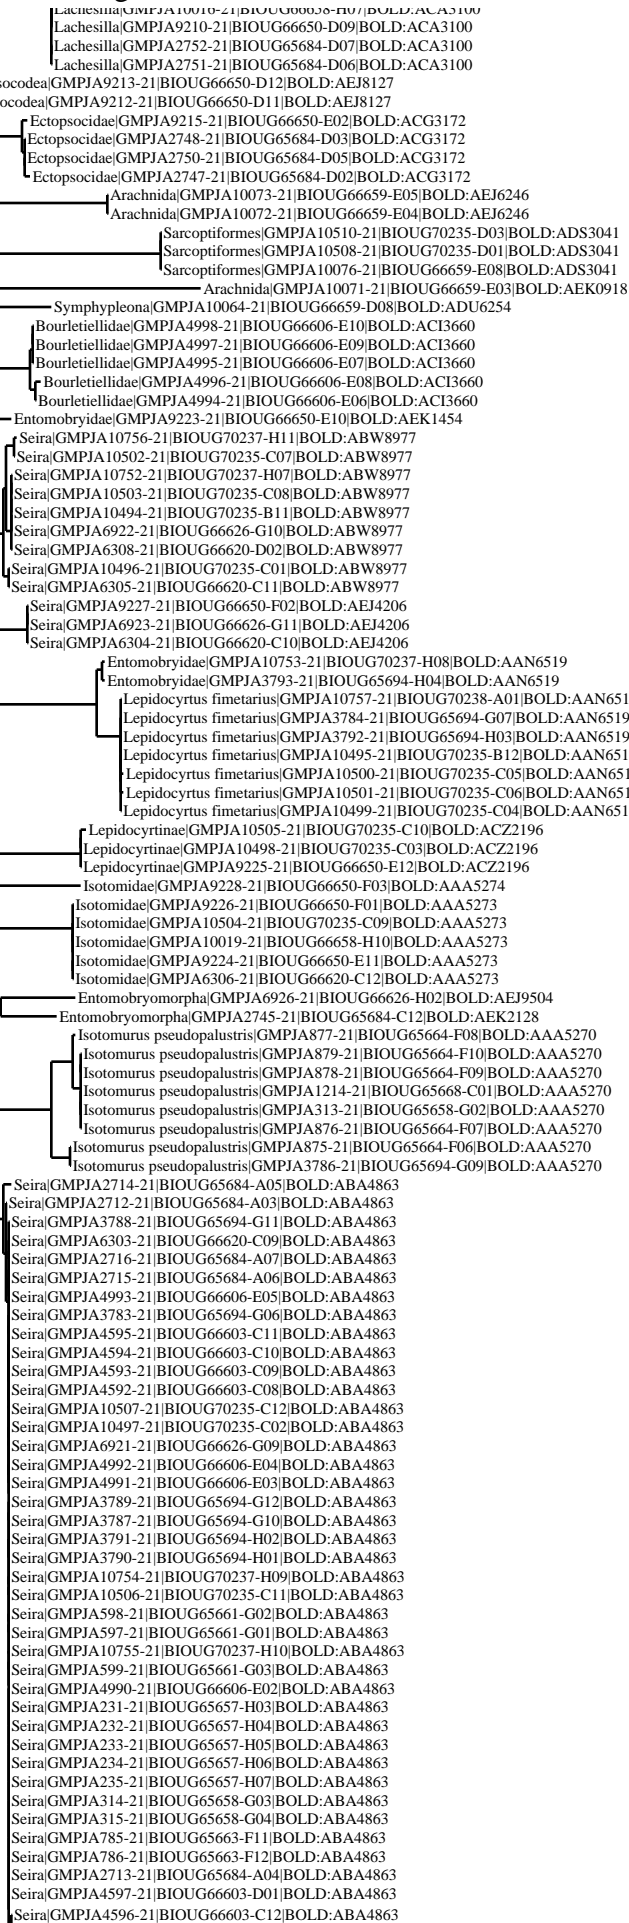 Lachesilla|GMPJA10016-21|BIOUG66658-H07|BOLD:ACA3100
Lachesilla|GMPJA9210-21|BIOUG66650-D09|BOLD:ACA3100
Lachesilla|GMPJA2752-21|BIOUG65684-D07|BOLD:ACA3100
Lachesilla|GMPJA2751-21|BIOUG65684-D06|BOLD:ACA3100
socodea|GMPJA9213-21|BIOUG66650-D12|BOLD:AEJ8127
ocodea|GMPJA9212-21|BIOUG66650-D11|BOLD:AEJ8127
Ectopsocidae|GMPJA9215-21|BIOUG66650-E02|BOLD:ACG3172
Ectopsocidae|GMPJA2748-21|BIOUG65684-D03|BOLD:ACG3172
Ectopsocidae|GMPJA2750-21|BIOUG65684-D05|BOLD:ACG3172
Ectopsocidae|GMPJA2747-21|BIOUG65684-D02|BOLD:ACG3172
Arachnida|GMPJA10073-21|BIOUG66659-E05|BOLD:AEJ6246
Arachnida|GMPJA10072-21|BIOUG66659-E04|BOLD:AEJ6246
Sarcoptiformes|GMPJA10510-21|BIOUG70235-D03|BOLD:ADS3041
Sarcoptiformes|GMPJA10508-21|BIOUG70235-D01|BOLD:ADS3041
Sarcoptiformes|GMPJA10076-21|BIOUG66659-E08|BOLD:ADS3041
Arachnida|GMPJA10071-21|BIOUG66659-E03|BOLD:AEK0918
Symphypleona|GMPJA10064-21|BIOUG66659-D08|BOLD:ADU6254
Bourletiellidae|GMPJA4998-21|BIOUG66606-E10|BOLD:ACI3660
Bourletiellidae|GMPJA4997-21|BIOUG66606-E09|BOLD:ACI3660
Bourletiellidae|GMPJA4995-21|BIOUG66606-E07|BOLD:ACI3660
Bourletiellidae|GMPJA4996-21|BIOUG66606-E08|BOLD:ACI3660
Bourletiellidae|GMPJA4994-21|BIOUG66606-E06|BOLD:ACI3660
Entomobryidae|GMPJA9223-21|BIOUG66650-E10|BOLD:AEK1454
Seira|GMPJA10756-21|BIOUG70237-H11|BOLD:ABW8977
Seira|GMPJA10502-21|BIOUG70235-C07|BOLD:ABW8977
Seira|GMPJA10752-21|BIOUG70237-H07|BOLD:ABW8977
Seira|GMPJA10503-21|BIOUG70235-C08|BOLD:ABW8977
Seira|GMPJA10494-21|BIOUG70235-B11|BOLD:ABW8977
Seira|GMPJA6922-21|BIOUG66626-G10|BOLD:ABW8977
Seira|GMPJA6308-21|BIOUG66620-D02|BOLD:ABW8977
Seira|GMPJA10496-21|BIOUG70235-C01|BOLD:ABW8977
Seira|GMPJA6305-21|BIOUG66620-C11|BOLD:ABW8977
Seira|GMPJA9227-21|BIOUG66650-F02|BOLD:AEJ4206
Seira|GMPJA6923-21|BIOUG66626-G11|BOLD:AEJ4206
Seira|GMPJA6304-21|BIOUG66620-C10|BOLD:AEJ4206
Entomobryidae|GMPJA10753-21|BIOUG70237-H08|BOLD:AAN6519
Entomobryidae|GMPJA3793-21|BIOUG65694-H04|BOLD:AAN6519
Lepidocyrtus fimetarius|GMPJA10757-21|BIOUG70238-A01|BOLD:AAN651
Lepidocyrtus fimetarius|GMPJA3784-21|BIOUG65694-G07|BOLD:AAN6519
Lepidocyrtus fimetarius|GMPJA3792-21|BIOUG65694-H03|BOLD:AAN6519
Lepidocyrtus fimetarius|GMPJA10495-21|BIOUG70235-B12|BOLD:AAN651
Lepidocyrtus fimetarius|GMPJA10500-21|BIOUG70235-C05|BOLD:AAN651
Lepidocyrtus fimetarius|GMPJA10501-21|BIOUG70235-C06|BOLD:AAN651
Lepidocyrtus fimetarius|GMPJA10499-21|BIOUG70235-C04|BOLD:AAN651
Lepidocyrtinae|GMPJA10505-21|BIOUG70235-C10|BOLD:ACZ2196
Lepidocyrtinae|GMPJA10498-21|BIOUG70235-C03|BOLD:ACZ2196
Lepidocyrtinae|GMPJA9225-21|BIOUG66650-E12|BOLD:ACZ2196
Isotomidae|GMPJA9228-21|BIOUG66650-F03|BOLD:AAA5274
Isotomidae|GMPJA9226-21|BIOUG66650-F01|BOLD:AAA5273
Isotomidae|GMPJA10504-21|BIOUG70235-C09|BOLD:AAA5273
Isotomidae|GMPJA10019-21|BIOUG66658-H10|BOLD:AAA5273
Isotomidae|GMPJA9224-21|BIOUG66650-E11|BOLD:AAA5273
Isotomidae|GMPJA6306-21|BIOUG66620-C12|BOLD:AAA5273
Entomobryomorpha|GMPJA6926-21|BIOUG66626-H02|BOLD:AEJ9504
Entomobryomorpha|GMPJA2745-21|BIOUG65684-C12|BOLD:AEK2128
Isotomurus pseudopalustris|GMPJA877-21|BIOUG65664-F08|BOLD:AAA5270
Isotomurus pseudopalustris|GMPJA879-21|BIOUG65664-F10|BOLD:AAA5270
Isotomurus pseudopalustris|GMPJA878-21|BIOUG65664-F09|BOLD:AAA5270
Isotomurus pseudopalustris|GMPJA1214-21|BIOUG65668-C01|BOLD:AAA5270
Isotomurus pseudopalustris|GMPJA313-21|BIOUG65658-G02|BOLD:AAA5270
Isotomurus pseudopalustris|GMPJA876-21|BIOUG65664-F07|BOLD:AAA5270
Isotomurus pseudopalustris|GMPJA875-21|BIOUG65664-F06|BOLD:AAA5270
Isotomurus pseudopalustris|GMPJA3786-21|BIOUG65694-G09|BOLD:AAA5270
Seira|GMPJA2714-21|BIOUG65684-A05|BOLD:ABA4863
Seira|GMPJA2712-21|BIOUG65684-A03|BOLD:ABA4863
Seira|GMPJA3788-21|BIOUG65694-G11|BOLD:ABA4863
Seira|GMPJA6303-21|BIOUG66620-C09|BOLD:ABA4863
Seira|GMPJA2716-21|BIOUG65684-A07|BOLD:ABA4863
Seira|GMPJA2715-21|BIOUG65684-A06|BOLD:ABA4863
Seira|GMPJA4993-21|BIOUG66606-E05|BOLD:ABA4863
Seira|GMPJA3783-21|BIOUG65694-G06|BOLD:ABA4863
Seira|GMPJA4595-21|BIOUG66603-C11|BOLD:ABA4863
Seira|GMPJA4594-21|BIOUG66603-C10|BOLD:ABA4863
Seira|GMPJA4593-21|BIOUG66603-C09|BOLD:ABA4863
Seira|GMPJA4592-21|BIOUG66603-C08|BOLD:ABA4863
Seira|GMPJA10507-21|BIOUG70235-C12|BOLD:ABA4863
Seira|GMPJA10497-21|BIOUG70235-C02|BOLD:ABA4863
Seira|GMPJA6921-21|BIOUG66626-G09|BOLD:ABA4863
Seira|GMPJA4992-21|BIOUG66606-E04|BOLD:ABA4863
Seira|GMPJA4991-21|BIOUG66606-E03|BOLD:ABA4863
Seira|GMPJA3789-21|BIOUG65694-G12|BOLD:ABA4863
Seira|GMPJA3787-21|BIOUG65694-G10|BOLD:ABA4863
Seira|GMPJA3791-21|BIOUG65694-H02|BOLD:ABA4863
Seira|GMPJA3790-21|BIOUG65694-H01|BOLD:ABA4863
Seira|GMPJA10754-21|BIOUG70237-H09|BOLD:ABA4863
Seira|GMPJA10506-21|BIOUG70235-C11|BOLD:ABA4863
Seira|GMPJA598-21|BIOUG65661-G02|BOLD:ABA4863
Seira|GMPJA597-21|BIOUG65661-G01|BOLD:ABA4863
Seira|GMPJA10755-21|BIOUG70237-H10|BOLD:ABA4863
Seira|GMPJA599-21|BIOUG65661-G03|BOLD:ABA4863
Seira|GMPJA4990-21|BIOUG66606-E02|BOLD:ABA4863
Seira|GMPJA231-21|BIOUG65657-H03|BOLD:ABA4863
Seira|GMPJA232-21|BIOUG65657-H04|BOLD:ABA4863
Seira|GMPJA233-21|BIOUG65657-H05|BOLD:ABA4863
Seira|GMPJA234-21|BIOUG65657-H06|BOLD:ABA4863
Seira|GMPJA235-21|BIOUG65657-H07|BOLD:ABA4863
Seira|GMPJA314-21|BIOUG65658-G03|BOLD:ABA4863
Seira|GMPJA315-21|BIOUG65658-G04|BOLD:ABA4863
Seira|GMPJA785-21|BIOUG65663-F11|BOLD:ABA4863
Seira|GMPJA786-21|BIOUG65663-F12|BOLD:ABA4863
Seira|GMPJA2713-21|BIOUG65684-A04|BOLD:ABA4863
Seira|GMPJA4597-21|BIOUG66603-D01|BOLD:ABA4863
Seira|GMPJA4596-21|BIOUG66603-C12|BOLD:ABA4863